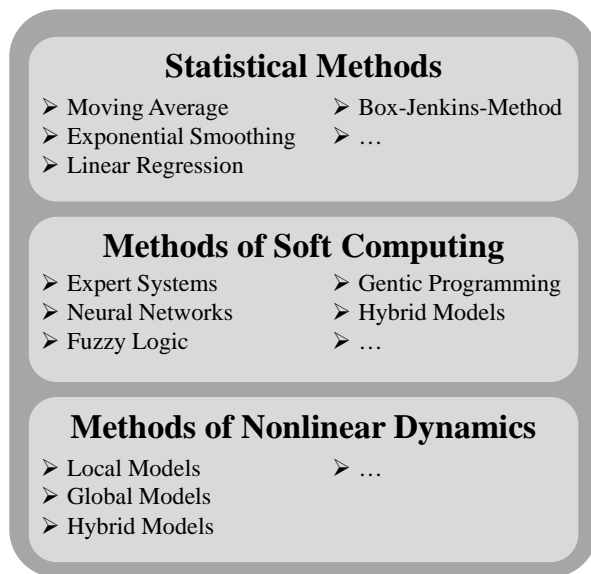 Statistical Methods
➢ Moving Average
➢ Exponential Smoothing
➢ Linear Regression
➢ Box-Jenkins-Method
➢ …
Methods of Soft Computing
➢ Expert Systems
➢ Neural Networks
➢ Fuzzy Logic
➢ Gentic Programming
➢ Hybrid Models
➢ …
Methods of Nonlinear Dynamics
➢ Local Models
➢ Global Models
➢ Hybrid Models
➢ …